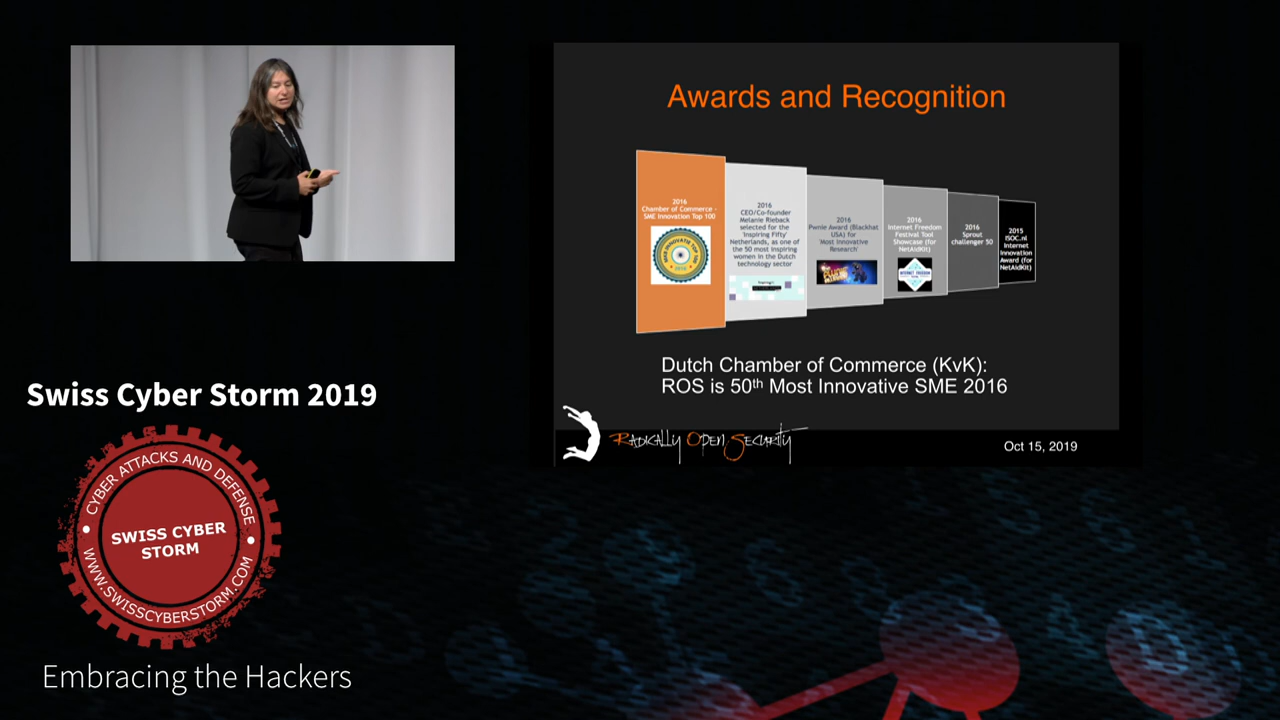 Awards and Recognition
2016
Chamber of Commerce -
SME Innovation Top 100
2016
CEO/Co-founder
Melanie Rieback
selected for the
'Inspiring Fifty'
Netherlands, as one of
the 50 most inspiring
women in the Dutch
technology sector
2016
Pwnie Award (Blackhat
USA) for
'Most Innovative
Research'
2016
Internet Freedom
Festival Tool
Showcase (for
NetAidKit)
2016
Sprout
challenger 50
2015
ISOC.nl
Internet
Innovation
Award (for
NetAidKit)
Dutch Chamber of Commerce (KvK):
ROS is 50th Most Innovative SME 2016
Radically Open Security
Oct 15, 2019
Swiss Cyber Storm 2019
CYBER ATTACKS AND DEFENSE
SWISS CYBER
STORM
WWW.SWISSCYBERSTORM.COM
Embracing the Hackers